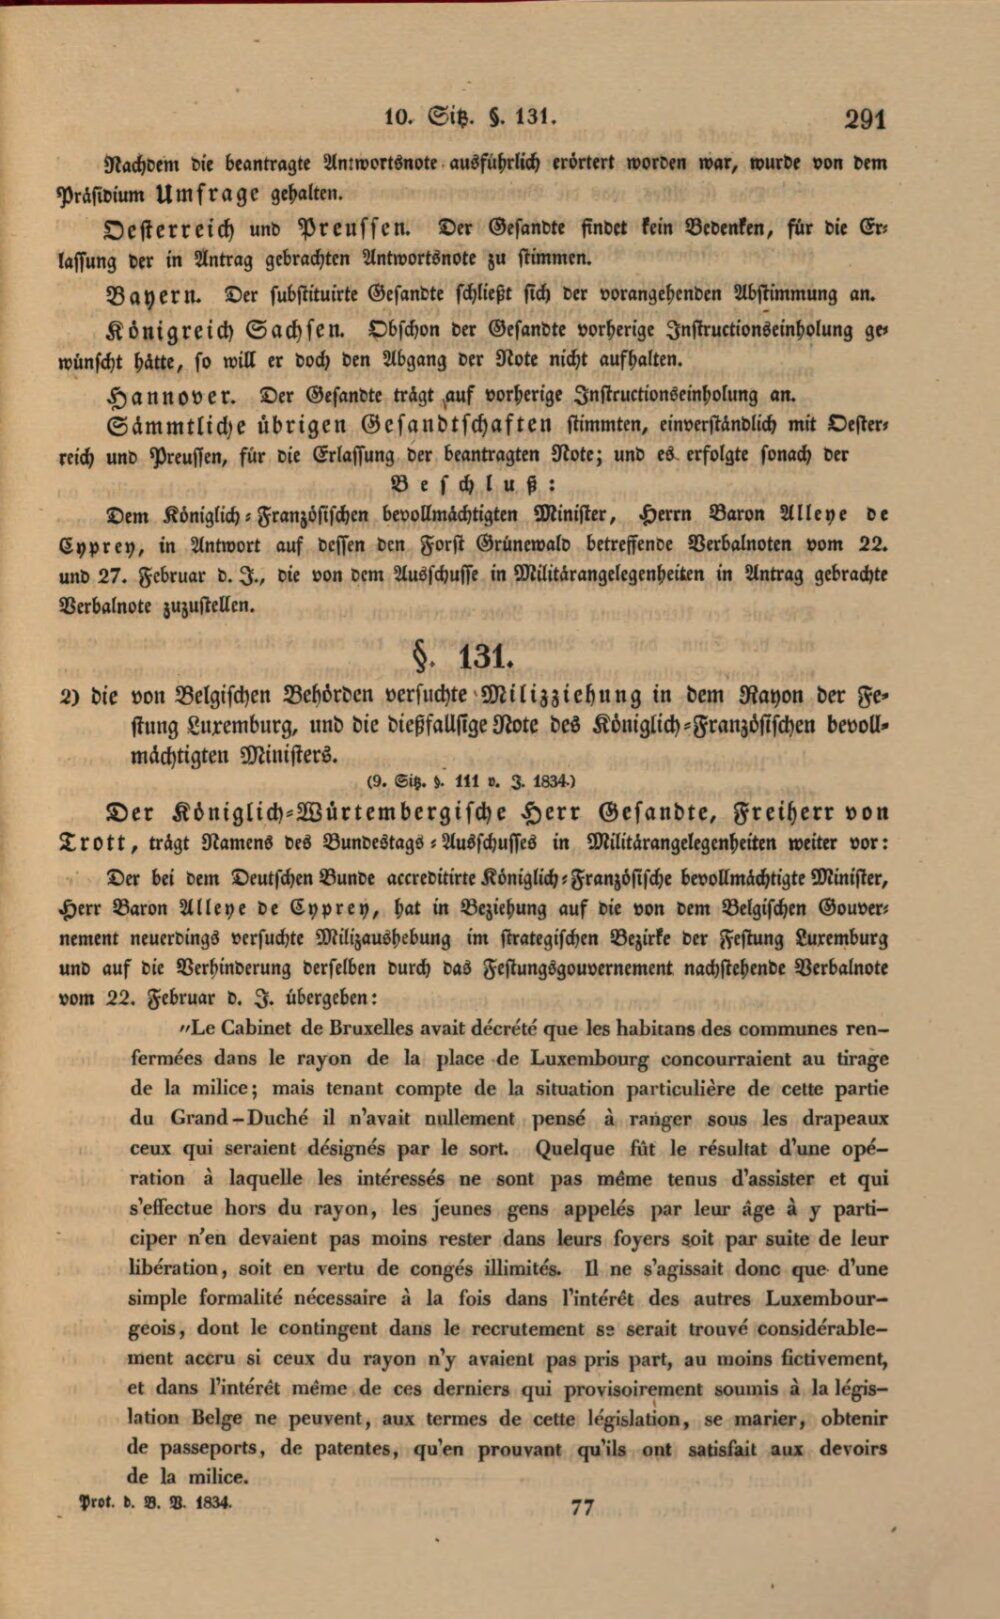 10. Sitz. §. 131.
291
Nachdem die beantragte Antwortsnote ausführlich erörtert worden war, wurde von dem
Präsidium Umfrage gehalten.
Oesterreich und Preussen. Der Gesandte findet kein Bedenken, für die Er-
lassung der in Antrag gebrachten Antwortsnote zu stimmen.
Bayern. Der substituirte Gesandte schließt sich der vorangehenden Abstimmung an.
Königreich Sachsen. Obschon der Gesandte vorherige Instructionseinholung ge-
wünscht hätte, so will er doch den Abgang der Note nicht aufhalten.
Hannover. Der Gesandte trägt auf vorherige Instructionseinholung an.
Sämmtliche übrigen Gesandtschaften stimmten, einverständlich mit Oester-
reich und Preussen, für die Erlassung der beantragten Note; und es erfolgte sonach der
Beschluß:
Dem Königlich-Französischen bevollmächtigten Minister, Herrn Baron Alleye de
Cyprey, in Antwort auf dessen den Forst Grünewald betreffende Verbalnoten vom 22.
und 27. Februar d. J., die von dem Ausschusse in Militärangelegenheiten in Antrag gebrachte
Verbalnote zuzustellen.
§. 131.
2) die von Belgischen Behörden versuchte Milizziehung in dem Rayon der Fe-
stung Luxemburg, und die dießfallsige Note des Königlich-Französischen bevoll-
mächtigten Ministers.
(9. Sitz. §. 111 v. J. 1834.)
Der Königlich-Würtembergische Herr Gesandte, Freiherr von
Trott, trägt Namens des Bundestags-Ausschusses in Militärangelegenheiten weiter vor:
Der bei dem Deutschen Bunde accreditirte Königlich-Französische bevollmächtigte Minister,
Herr Baron Alleye de Cyprey, hat in Beziehung auf die von dem Belgischen Gouver-
nement neuerdings versuchte Milizaushebung im strategischen Bezirke der Festung Luxemburg
und auf die Verhinderung derselben durch das Festungsgouvernement nachstehende Verbalnote
vom 22. Februar d. J. übergeben:
"Le Cabinet de Bruxelles avait décrété que les habitans des communes ren-
fermées dans le rayon de la place de Luxembourg concourraient au tirage
de la milice; mais tenant compte de la situation particulière de cette partie
du Grand-Duché il n'avait nullement pensé à ranger sous les drapeaux
ceux qui seraient désignés par le sort. Quelque fût le résultat d'une opé-
ration à laquelle les intéressés ne sont pas même tenus d'assister et qui
s'effectue hors du rayon, les jeunes gens appelés par leur âge à y parti-
ciper n'en devaient pas moins rester dans leurs foyers soit par suite de leur
libération, soit en vertu de congés illimités. Il ne s'agissait donc que d'une
simple formalité nécessaire à la fois dans l'intérêt des autres Luxembour-
geois, dont le contingent dans le recrutement se serait trouvé considérable-
ment accru si ceux du rayon n'y avaient pas pris part, au moins fictivement,
et dans l'intérêt même de ces derniers qui provisoirement soumis à la légis-
lation Belge ne peuvent, aux termes de cette législation, se marier, obtenir
de passeports, de patentes, qu'en prouvant qu'ils ont satisfait aux devoirs
de la milice.
Prot. d. B. V. 1834.
77